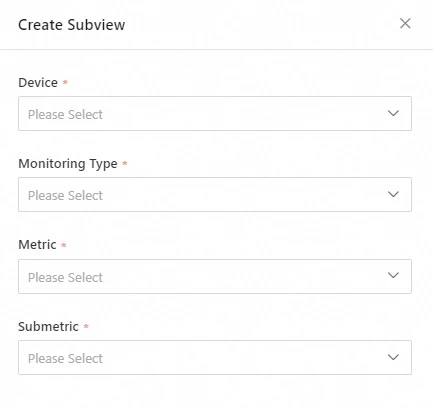 Create Subview
Device *
Please Select
Monitoring Type *
Please Select
Metric *
Please Select
Submetric *
Please Select